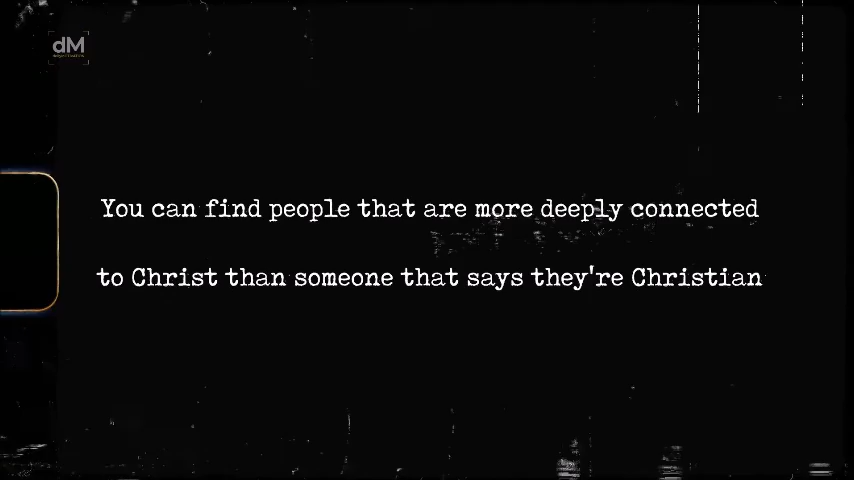 dM
You can find people that are more deeply connected
to Christ than someone that says they're Christian